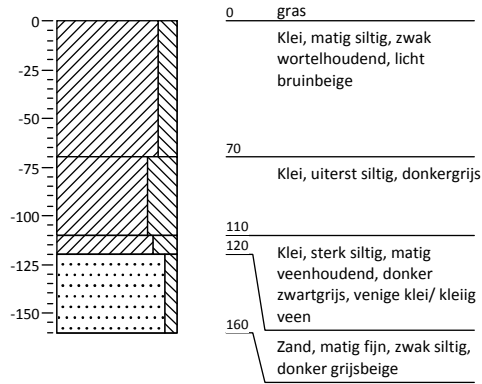 0
-25
-50
-75
-100
-125
-150
0
gras
Klei, matig siltig, zwak
wortelhoudend, licht
bruinbeige
70
Klei, uiterst siltig, donkergrijs
110
120
Klei, sterk siltig, matig
veenhoudend, donker
zwartgrijs, venige klei/ kleiig
veen
160
Zand, matig fijn, zwak siltig,
donker grijsbeige